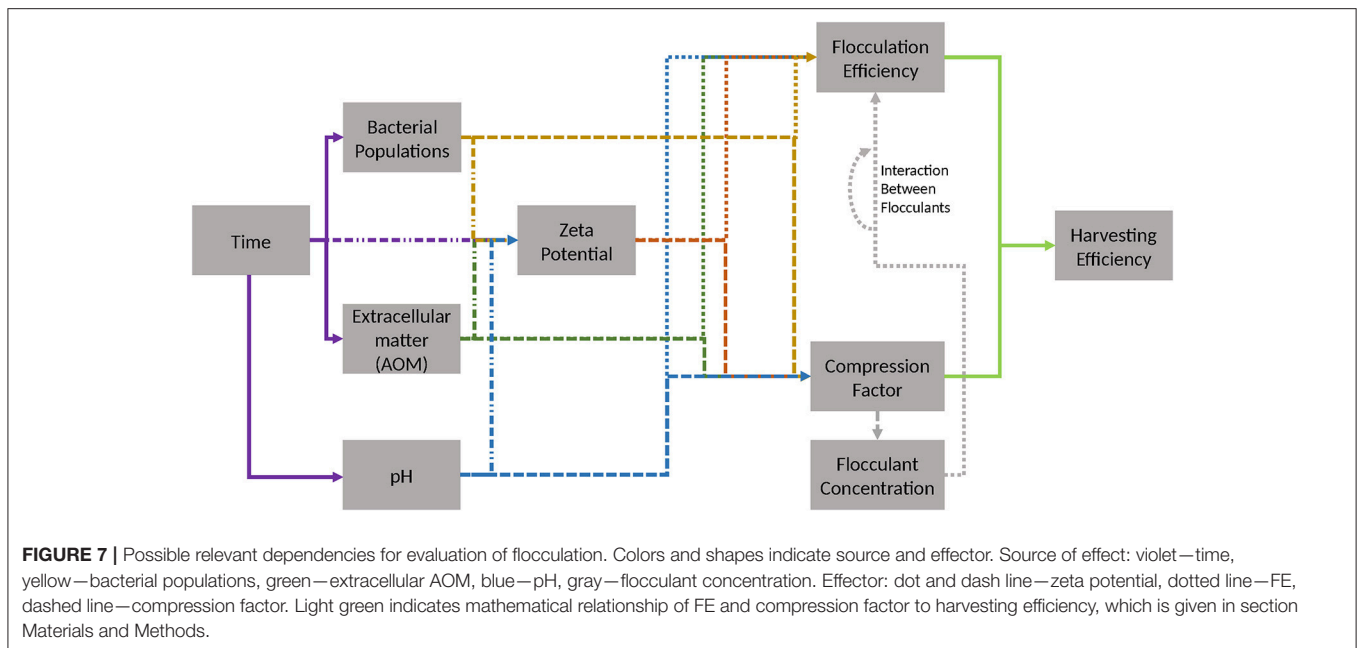 Flocculation
Efficiency
Bacterial
Populations
Interaction
Between
Flocculants
Time
Zeta
Potential
Harvesting
Efficiency
Extracellular
matter
(AOM)
Compression
Factor
pH
Flocculant
Concentration
FIGURE 7 | Possible relevant dependencies for evaluation of flocculation. Colors and shapes indicate source and effector. Source of effect: violet—time,
yellow—bacterial populations, green—extracellular AOM, blue—pH, gray—flocculant concentration. Effector: dot and dash line—zeta potential, dotted line—FE,
dashed line—compression factor. Light green indicates mathematical relationship of FE and compression factor to harvesting efficiency, which is given in section
Materials and Methods.